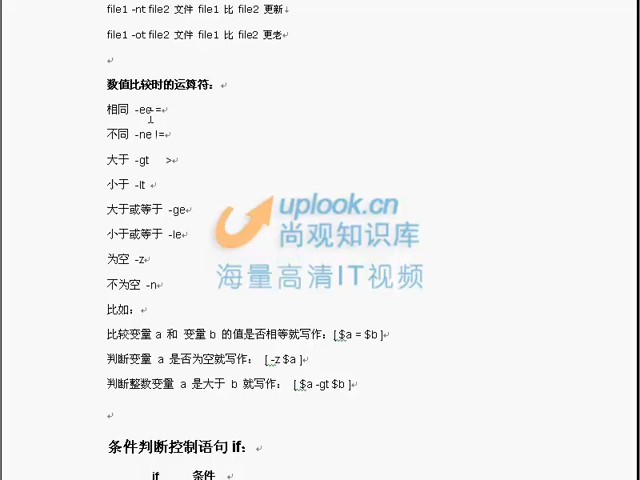 file1 -nt file2 文件 file1 比 file2 更新
file1 -ot file2 文件 file1 比 file2 更老
数值比较时的运算符:
相同 -eq =
不同 -ne !=
大于 -gt >
小于 -lt
大于或等于 -ge
小于或等于 -le
为空 -z
不为空 -n
比如:
比较变量 a 和 变量 b 的值是否相等就写作: [ $a = $b ]
判断变量 a 是否为空就写作: [ -z $a ]
判断整数变量 a 是大于 b 就写作: [ $a -gt $b ]
条件判断控制语句 if:
if 条件
uplook.cn
尚观知识库
海量高清IT视频